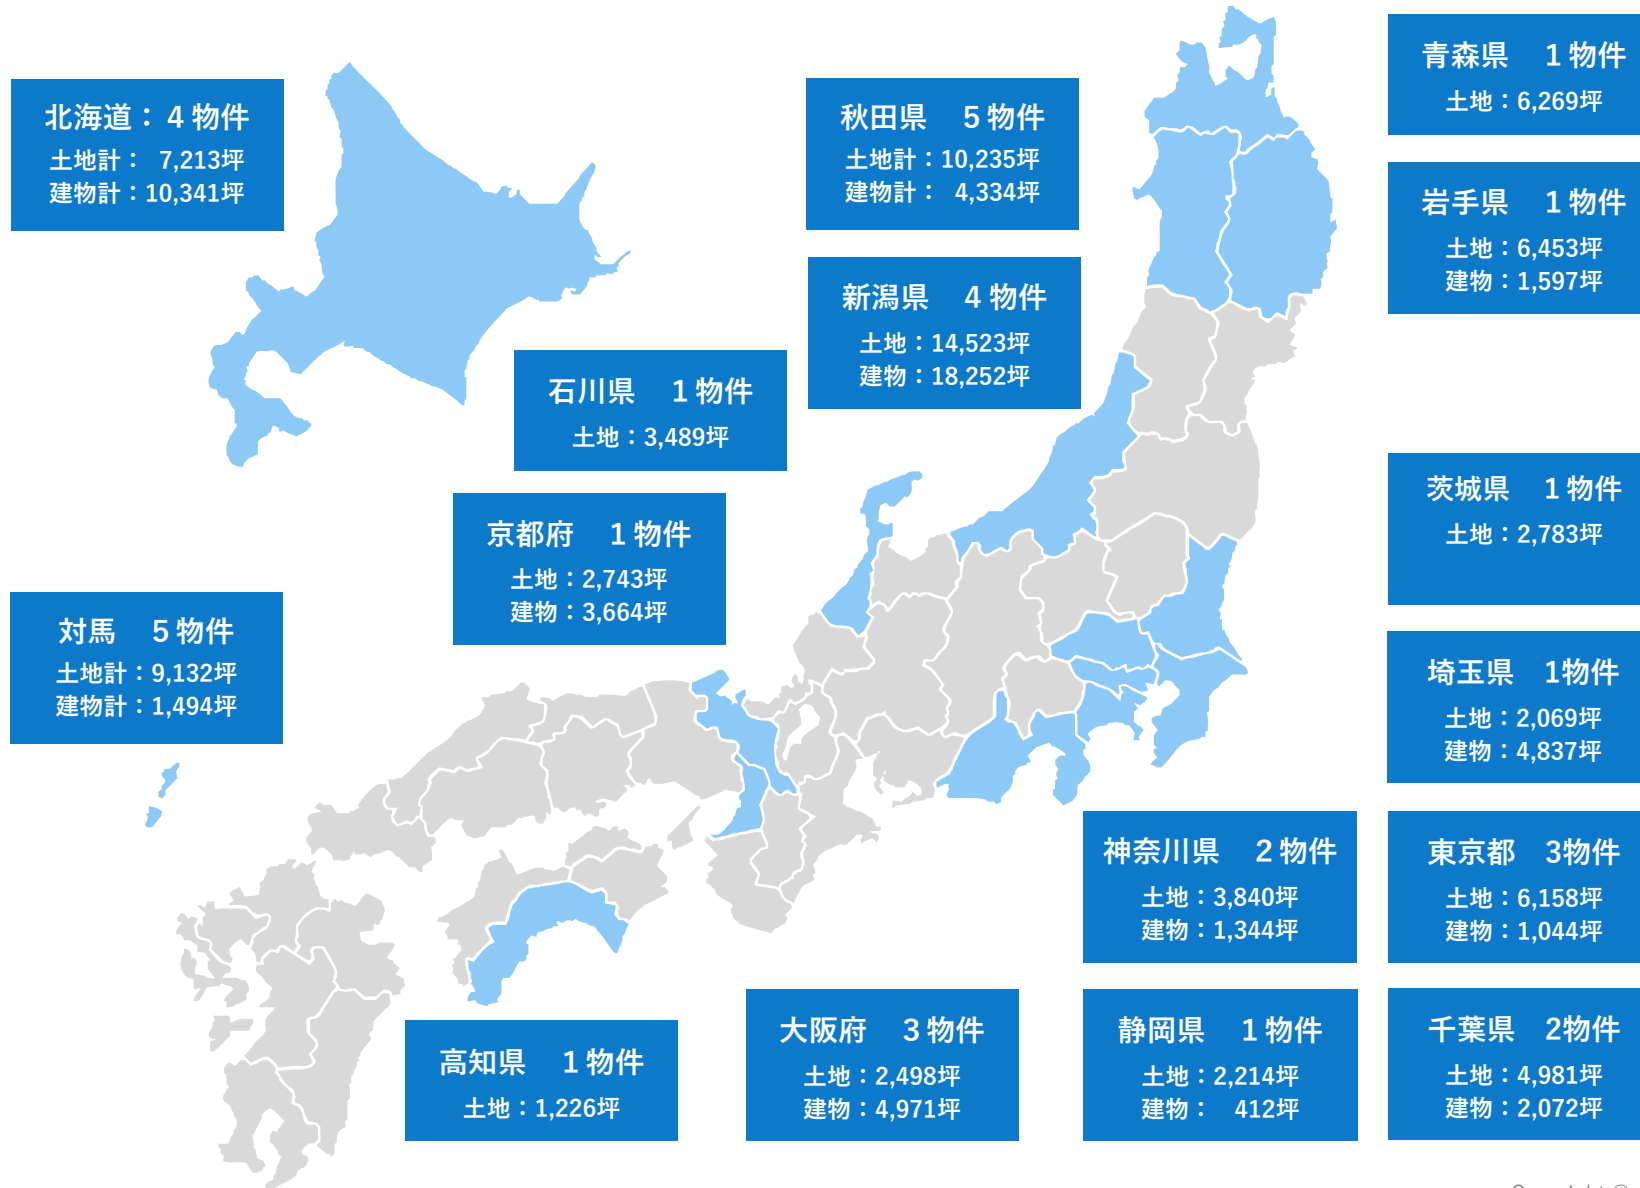 北海道：４物件
土地計：　7,213坪
建物計：10,341坪
秋田県　５物件
土地計：10,235坪
建物計：　4,334坪
青森県　１物件
土地：6,269坪
岩手県　１物件
土地：6,453坪
建物：1,597坪
新潟県　４物件
土地：14,523坪
建物：18,252坪
石川県　１物件
土地：3,489坪
茨城県　１物件
土地：2,783坪
京都府　１物件
土地：2,743坪
建物：3,664坪
対馬　５物件
土地計：9,132坪
建物計：1,494坪
埼玉県　1物件
土地：2,069坪
建物：4,837坪
神奈川県　２物件
土地：3,840坪
建物：1,344坪
東京都　3物件
土地：6,158坪
建物：1,044坪
高知県　１物件
土地：1,226坪
大阪府　３物件
土地：2,498坪
建物：4,971坪
静岡県　１物件
土地：2,214坪
建物：　412坪
千葉県　2物件
土地：4,981坪
建物：2,072坪